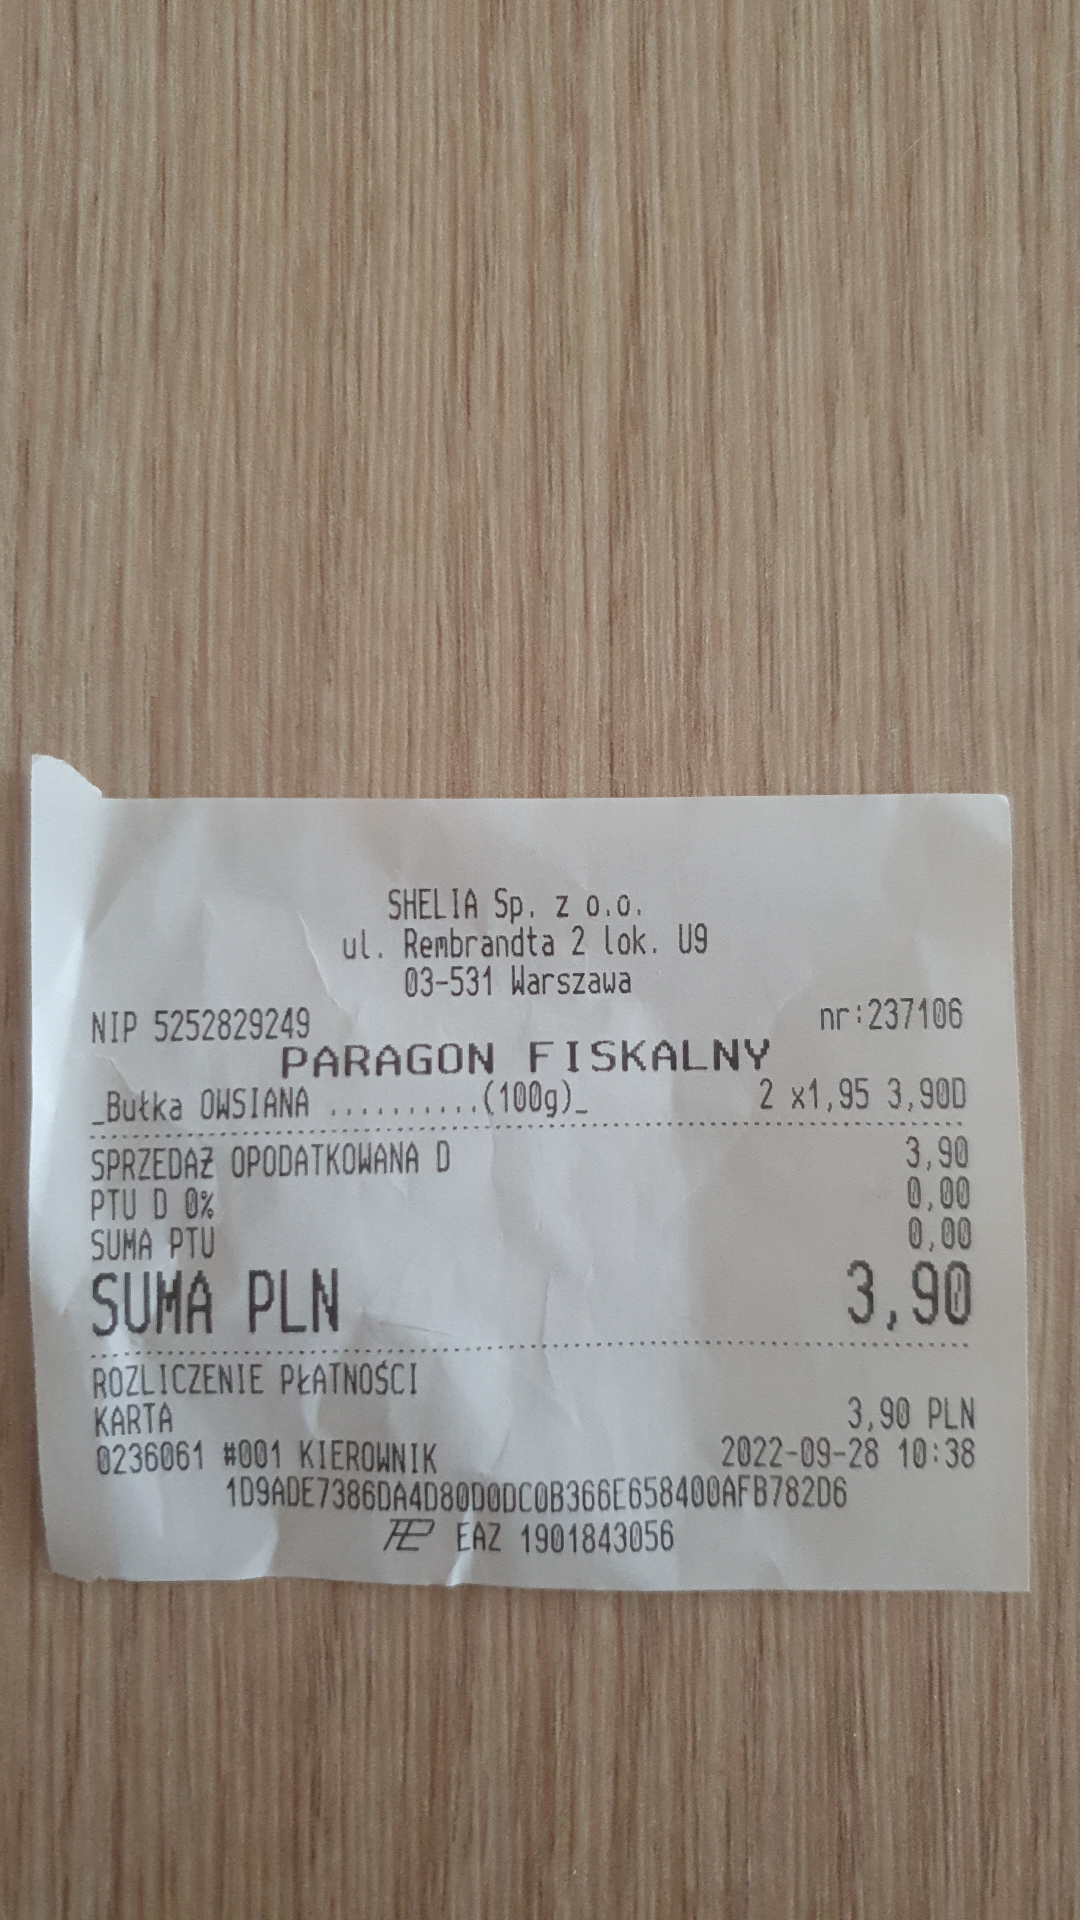 SHELIA Sp. z o.o.
ul. Rembrandta 2 lok. U9
03-531 Warszawa
NIP 5252829249 nr:237106
PARAGON FISKALNY
_Bułka OWSIANA ..........(100g)_ 2 x1,95 3,90D
SPRZEDAŻ OPODATKOWANA D 3,90
PTU D 0% 0,00
SUMA PTU 0,00
SUMA PLN 3,90
ROZLICZENIE PŁATNOŚCI
KARTA 3,90 PLN
0236061 #001 KIEROWNIK 2022-09-28 10:38
1D9ADE7386DA4D80D0DC0B366E658400AFB782D6
EAZ 1901843056